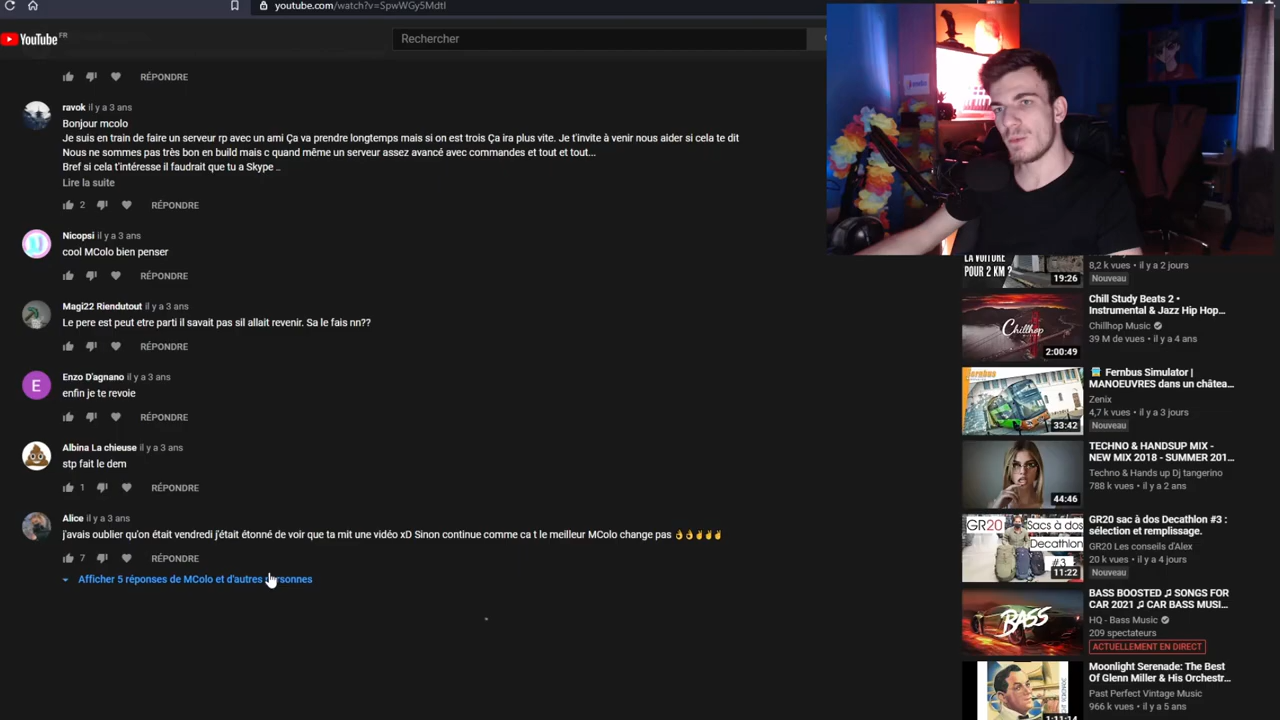 youtube.com/watch?v=SpwWGy5MdtI
YouTube FR
Rechercher
RÉPONDRE
ravok il y a 3 ans
Bonjour mcolo
Je suis en train de faire un serveur rp avec un ami Ça va prendre longtemps mais si on est trois Ça ira plus vite. Je t'invite à venir nous aider si cela te dit
Nous ne sommes pas très bon en build mais c quand même un serveur assez avancé avec commandes et tout et tout...
Bref si cela t'intéresse il faudrait que tu a Skype ..
Lire la suite
2 RÉPONDRE
Nicopsi il y a 3 ans
cool MColo bien penser
RÉPONDRE
Magi22 Riendutout il y a 3 ans
Le pere est peut etre parti il savait pas sil allait revenir. Sa le fais nn??
RÉPONDRE
E
Enzo D'agnano il y a 3 ans
enfin je te revoie
RÉPONDRE
Albina La chieuse il y a 3 ans
stp fait le dem
1 RÉPONDRE
Alice il y a 3 ans
j'avais oublier qu'on était vendredi j'était étonné de voir que ta mit une vidéo xD Sinon continue comme ca t le meilleur MColo change pas 👌👌✌✌✌
7 RÉPONDRE
Afficher 5 réponses de MColo et d'autres personnes
LA VOITURE
POUR 2 KM ?
19:26
8,2 k vues • il y a 2 jours
Nouveau
Chillhop
2:00:49
Chill Study Beats 2 •
Instrumental & Jazz Hip Hop...
Chillhop Music
39 M de vues • il y a 4 ans
fernbus
33:42
Fernbus Simulator |
MANOEUVRES dans un châtea...
Zenix
4,7 k vues • il y a 3 jours
Nouveau
44:46
TECHNO & HANDSUP MIX -
NEW MIX 2018 - SUMMER 201...
Techno & Hands up Dj tangerino
788 k vues • il y a 2 ans
GR20
Sacs à dos
Decathlon
#3
11:22
GR20 sac à dos Decathlon #3 :
sélection et remplissage.
GR20 Les conseils d'Alex
20 k vues • il y a 4 jours
Nouveau
BASS
BASS BOOSTED ♫ SONGS FOR
CAR 2021 ♫ CAR BASS MUSI...
HQ - Bass Music
209 spectateurs
ACTUELLEMENT EN DIRECT
1:11:14
Moonlight Serenade: The Best
Of Glenn Miller & His Orchestr...
Past Perfect Vintage Music
966 k vues • il y a 5 ans